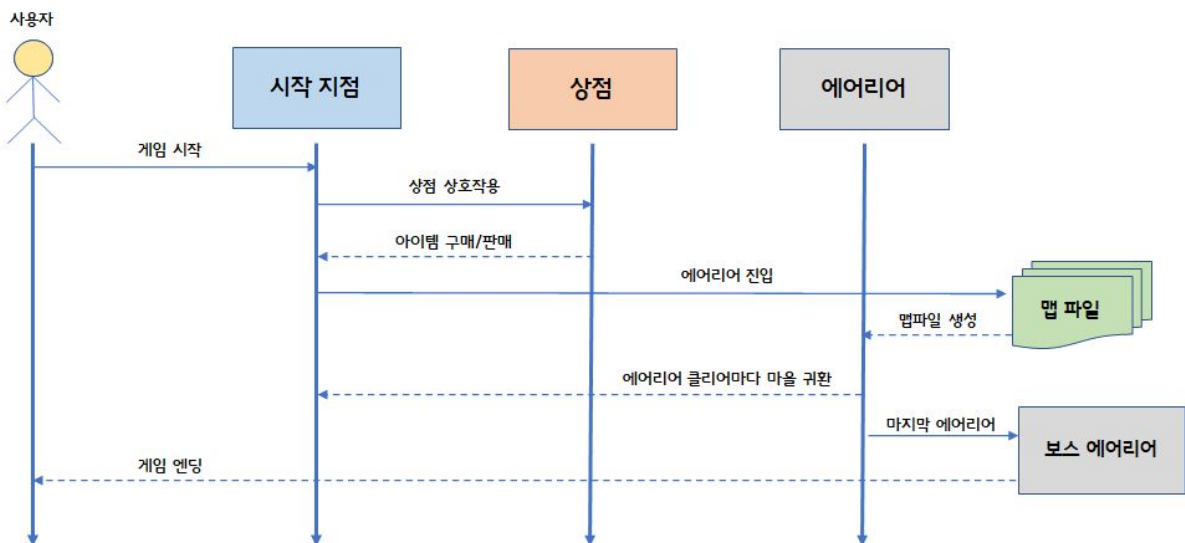 사용자
시작 지점
상점
에어리어
게임 시작
상점 상호작용
아이템 구매/판매
에어리어 진입
맵 파일
맵파일 생성
에어리어 클리어마다 마을 귀환
마지막 에어리어
보스 에어리어
게임 엔딩